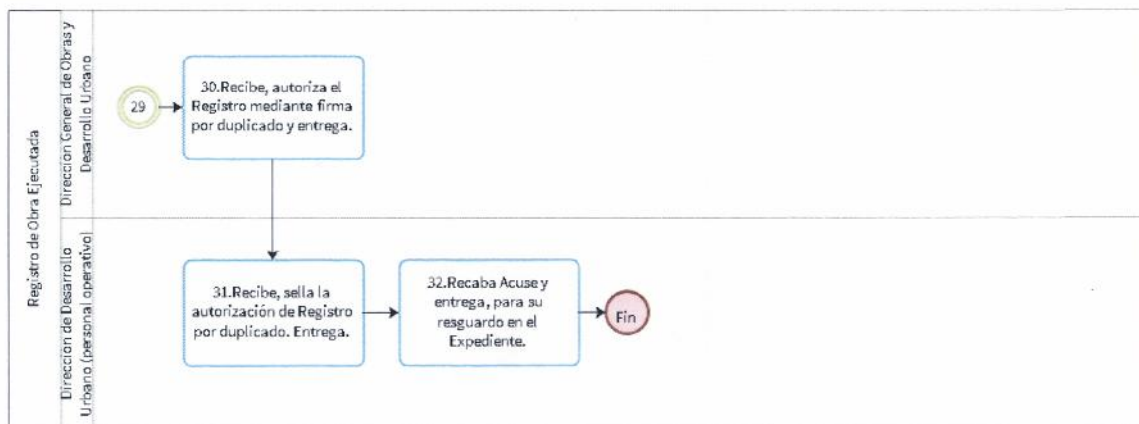 Registro de Obra Ejecutada
Dirección General de Obras y
Desarrollo Urbano
29
30.Recibe, autoriza el
Registro mediante firma
por duplicado y entrega.
Dirección de Desarrollo
Urbano (personal operativo)
31.Recibe, sella la
autorización de Registro
por duplicado. Entrega.
32.Recaba Acuse y
entrega, para su
resguardo en el
Expediente.
Fin